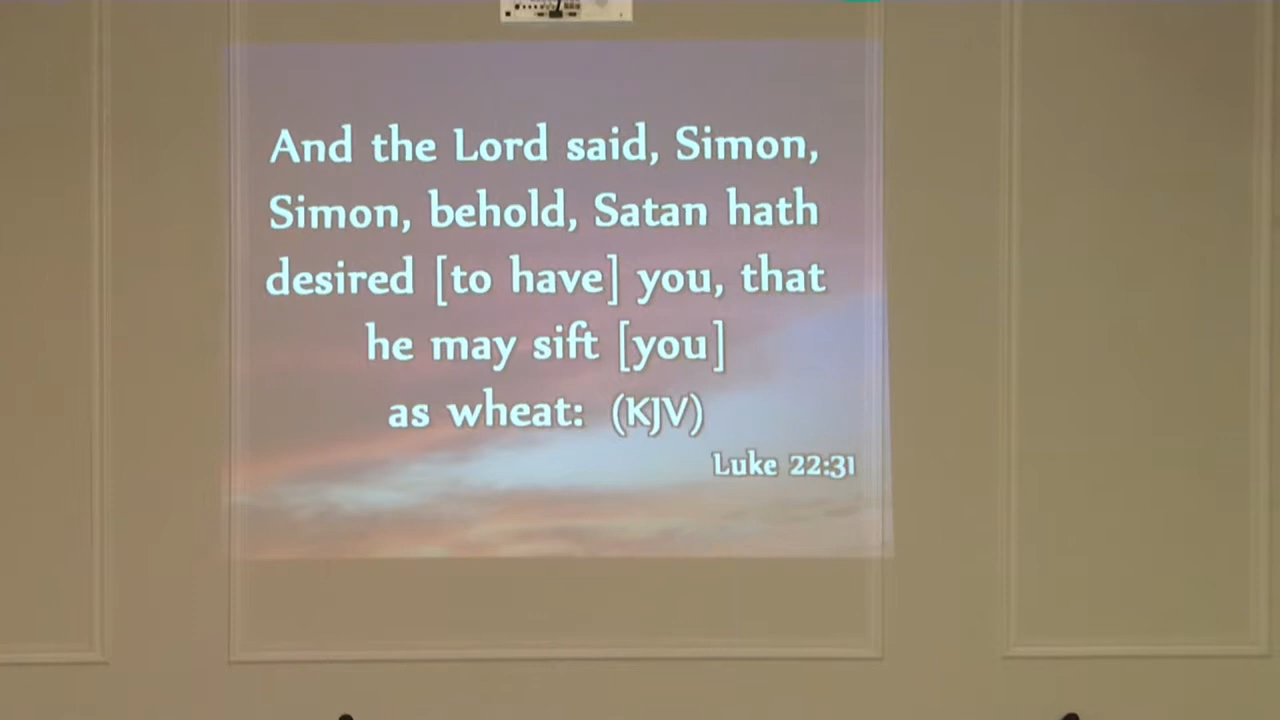 And the Lord said, Simon,
Simon, behold, Satan hath
desired [to have] you, that
he may sift [you]
as wheat: (KJV)
Luke 22:31